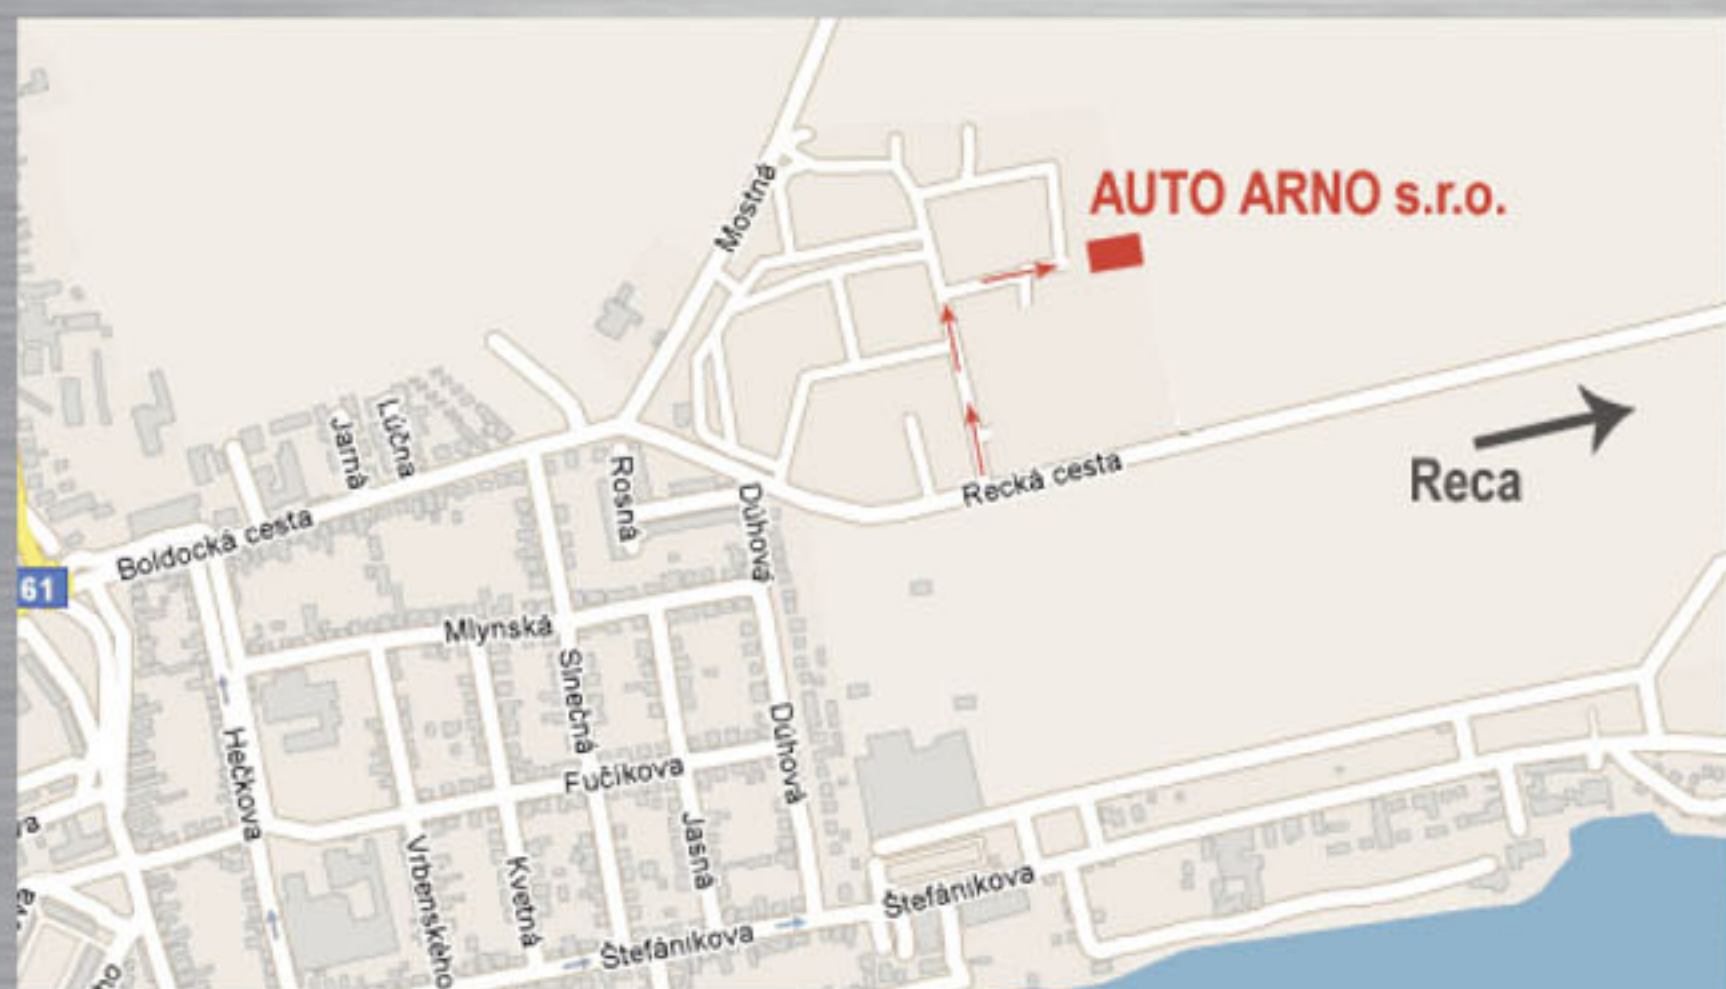 AUTO ARNO s.r.o.
Mostná
Lúčna
Jarná
Rosná
Recká cesta
Reca
Dúhová
Boldocká cesta
61
Mlynská
Slnečná
Dúhová
Hečkova
Fučíkova
Jasná
Vrbenského
Kvetná
Štefánikova
Štefánikova